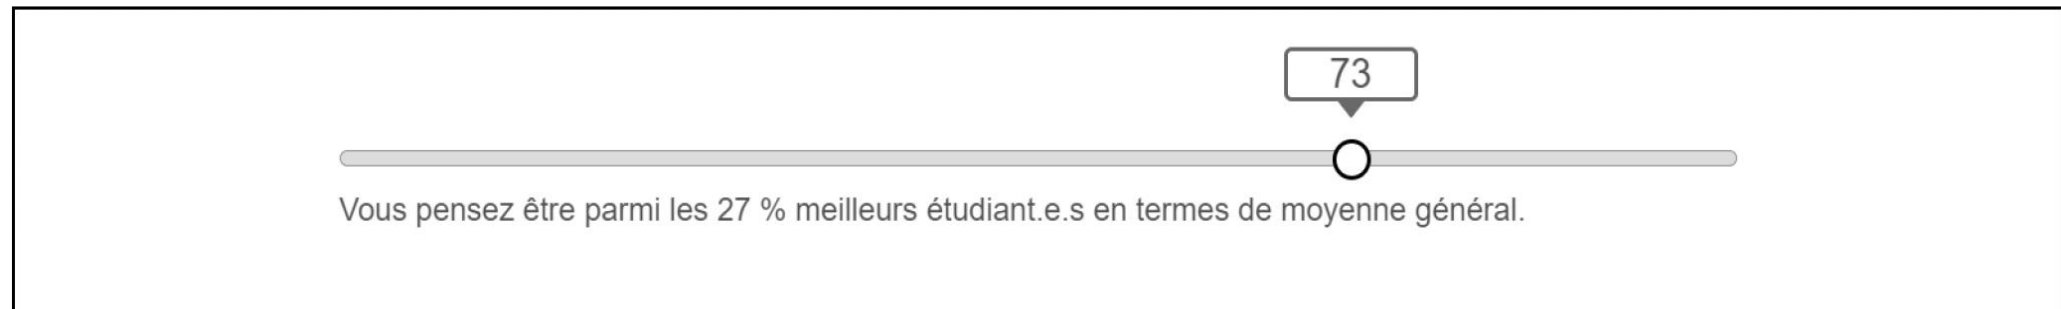 73
Vous pensez être parmi les 27 % meilleurs étudiant.e.s en termes de moyenne général.